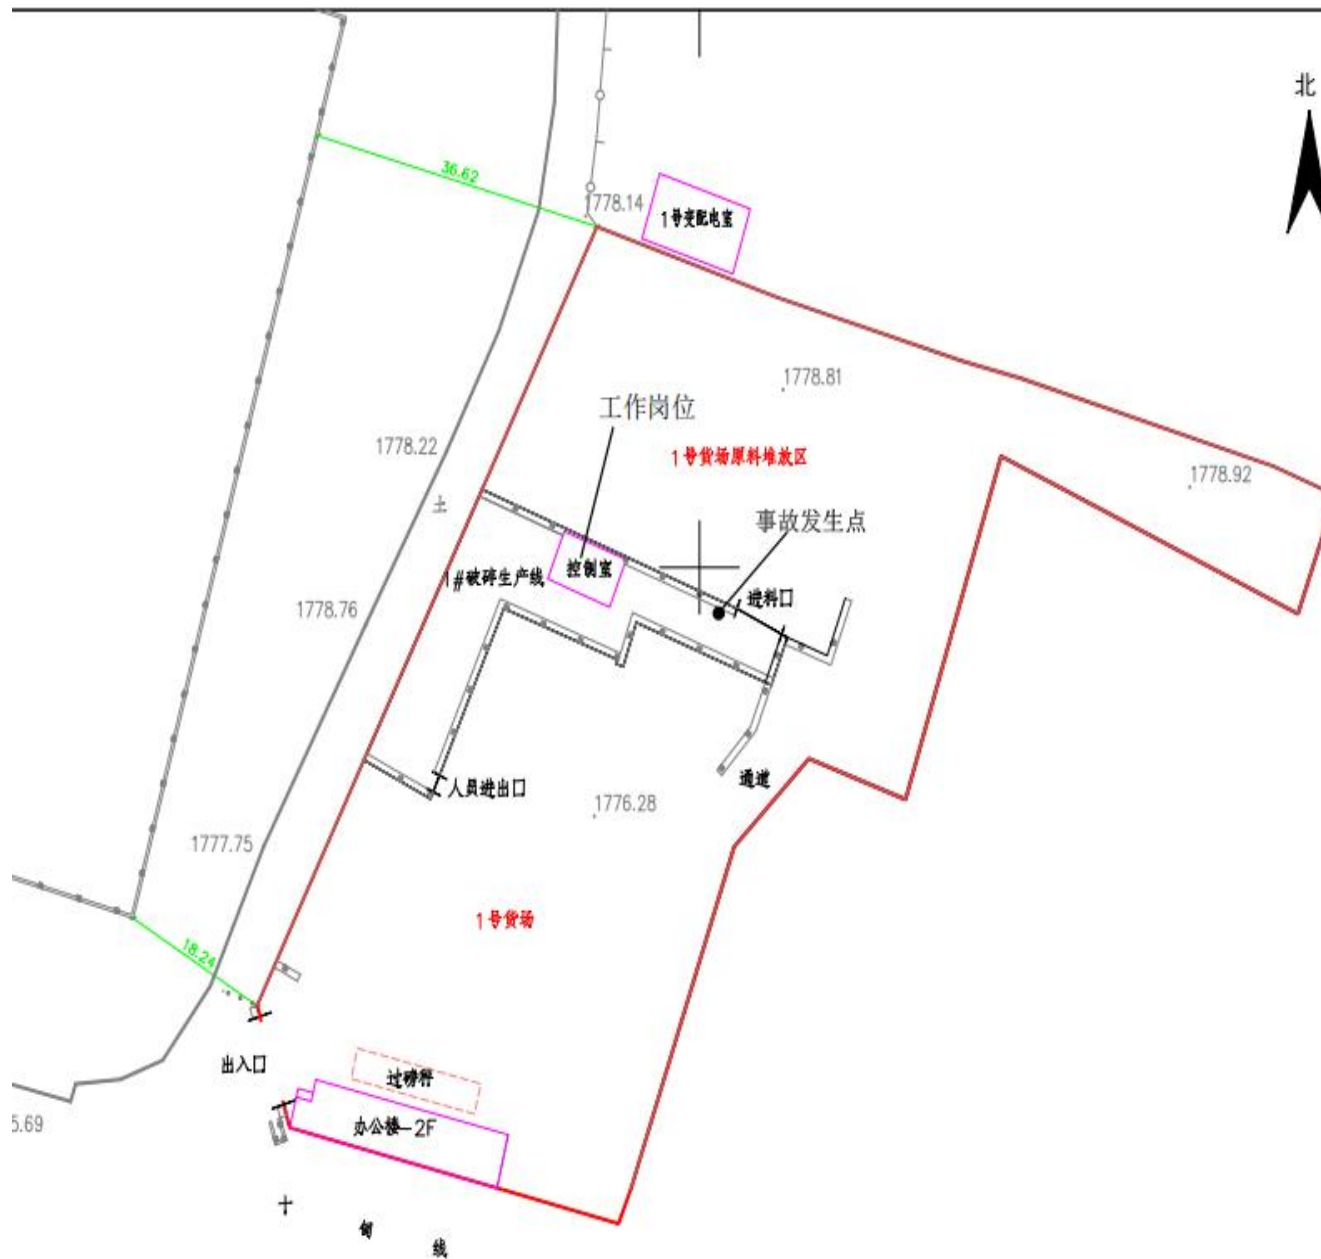 北
36.62
1778.14
1号变配电室
1778.81
工作岗位
1778.22
1号货场原料堆放区
1778.92
土
事故发生点
1#破碎生产线
控制室
进料口
1778.76
人员进出口
通道
1776.28
1777.75
1号货场
18.24
出入口
过磅秤
5.69
办公楼-2F
十
甸
线